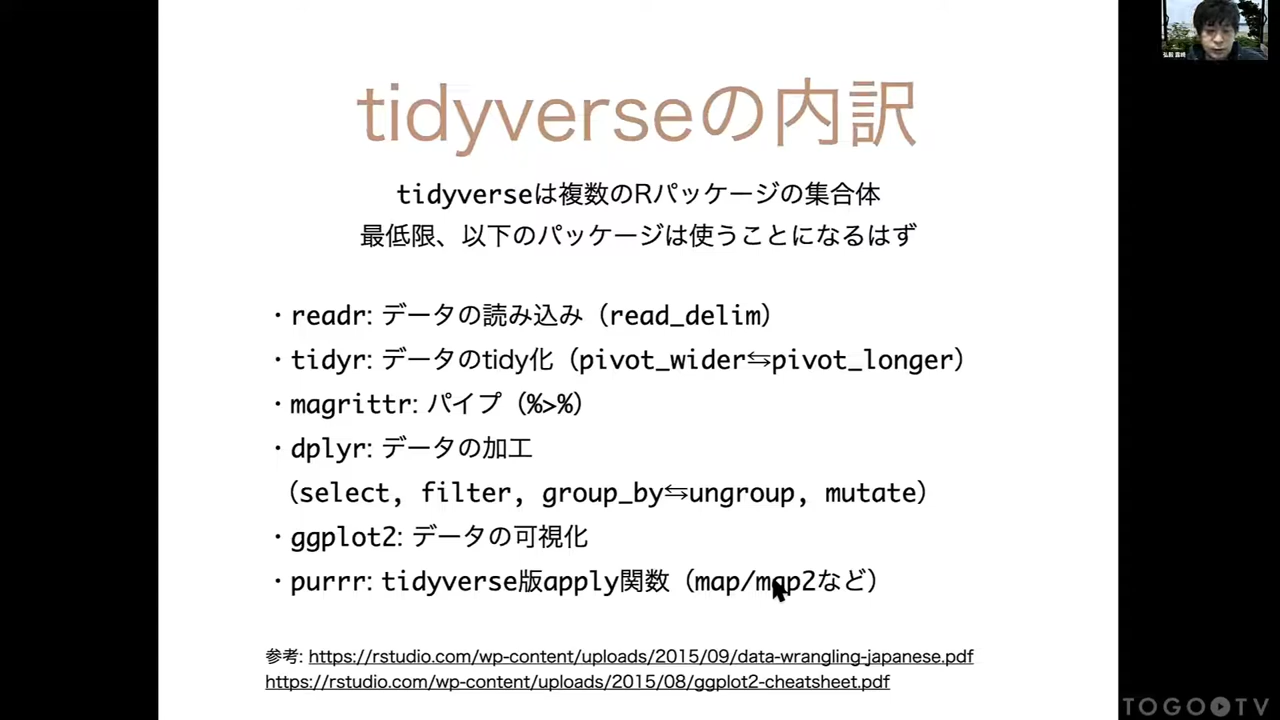 tidyverseの内訳
tidyverseは複数のRパッケージの集合体
最低限、以下のパッケージは使うことになるはず
・readr: データの読み込み（read_delim）
・tidyr: データのtidy化（pivot_wider⇆pivot_longer）
・magrittr: パイプ（%>%）
・dplyr: データの加工
（select, filter, group_by⇆ungroup, mutate）
・ggplot2: データの可視化
・purrr: tidyverse版apply関数（map/map2など）
参考: https://rstudio.com/wp-content/uploads/2015/09/data-wrangling-japanese.pdf
https://rstudio.com/wp-content/uploads/2015/08/ggplot2-cheatsheet.pdf
TOGOTV